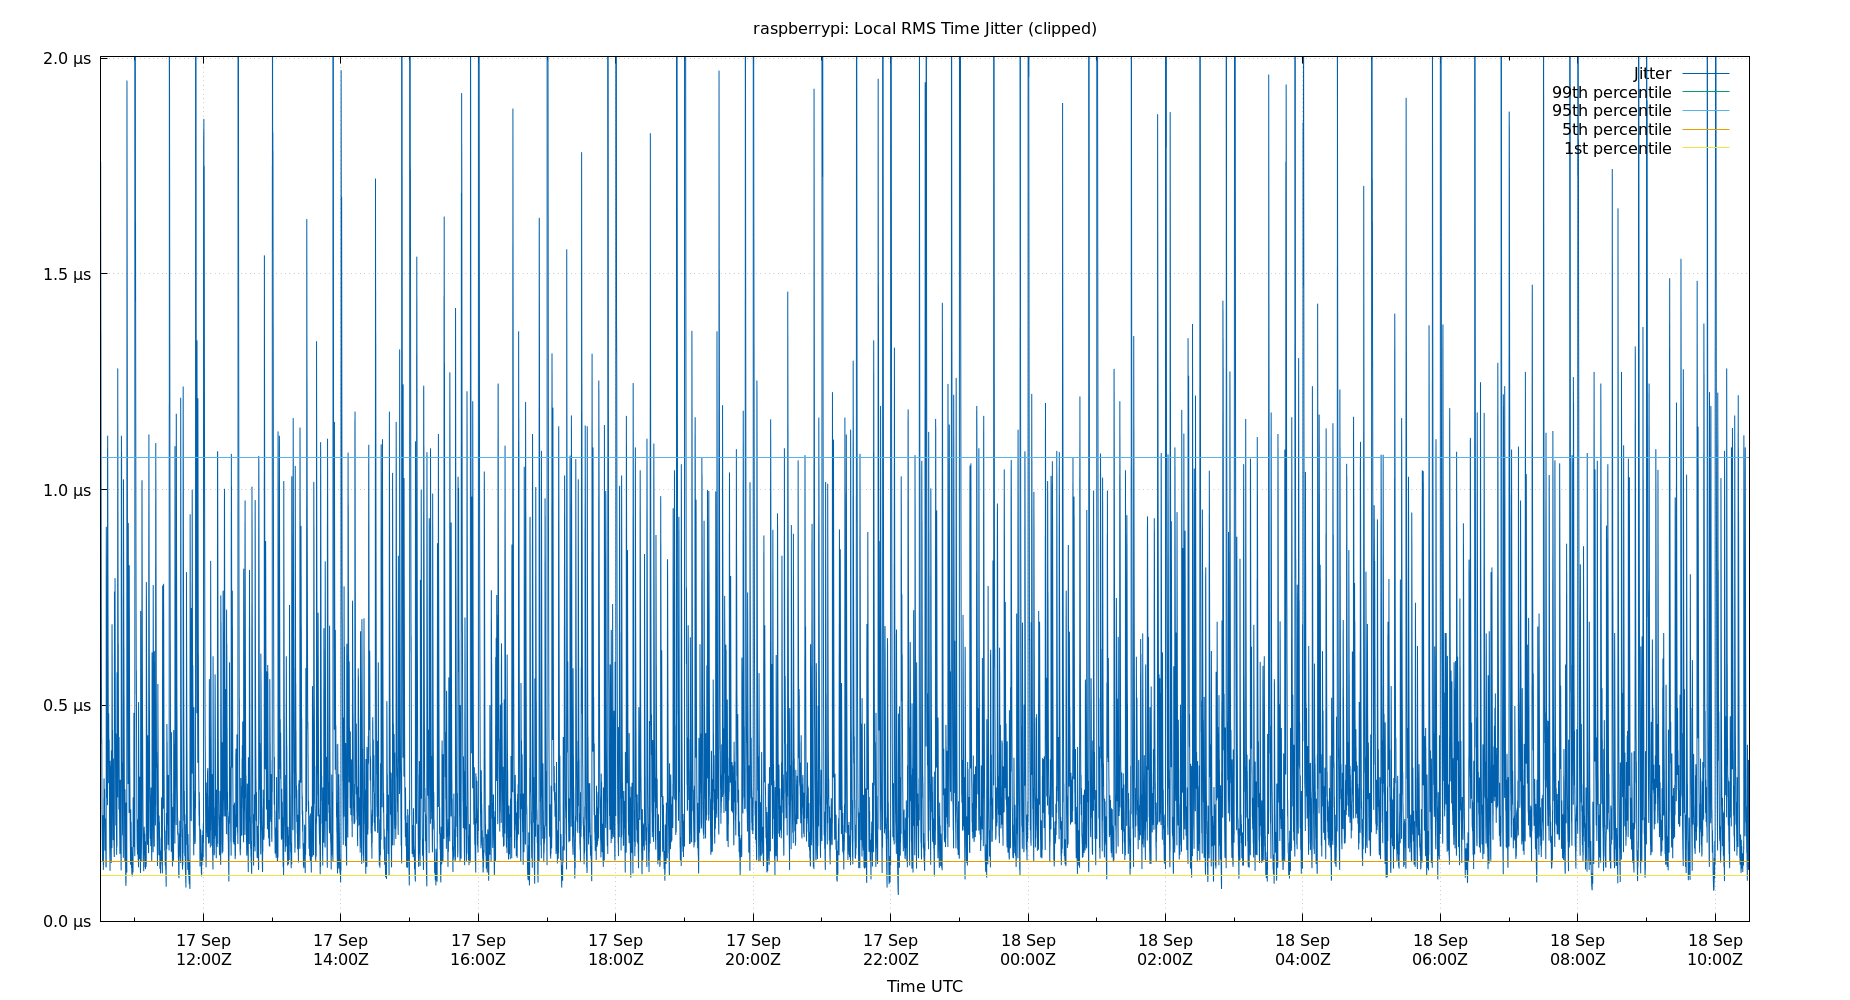 raspberrypi: Local RMS Time Jitter (clipped)
2.0 µs
1.5 µs
1.0 µs
0.5 µs
0.0 µs
Jitter
99th percentile
95th percentile
5th percentile
1st percentile
17 Sep 17 Sep 17 Sep 17 Sep 17 Sep 17 Sep 18 Sep 18 Sep 18 Sep 18 Sep 18 Sep 18 Sep
12:00Z 14:00Z 16:00Z 18:00Z 20:00Z 22:00Z 00:00Z 02:00Z 04:00Z 06:00Z 08:00Z 10:00Z
Time UTC